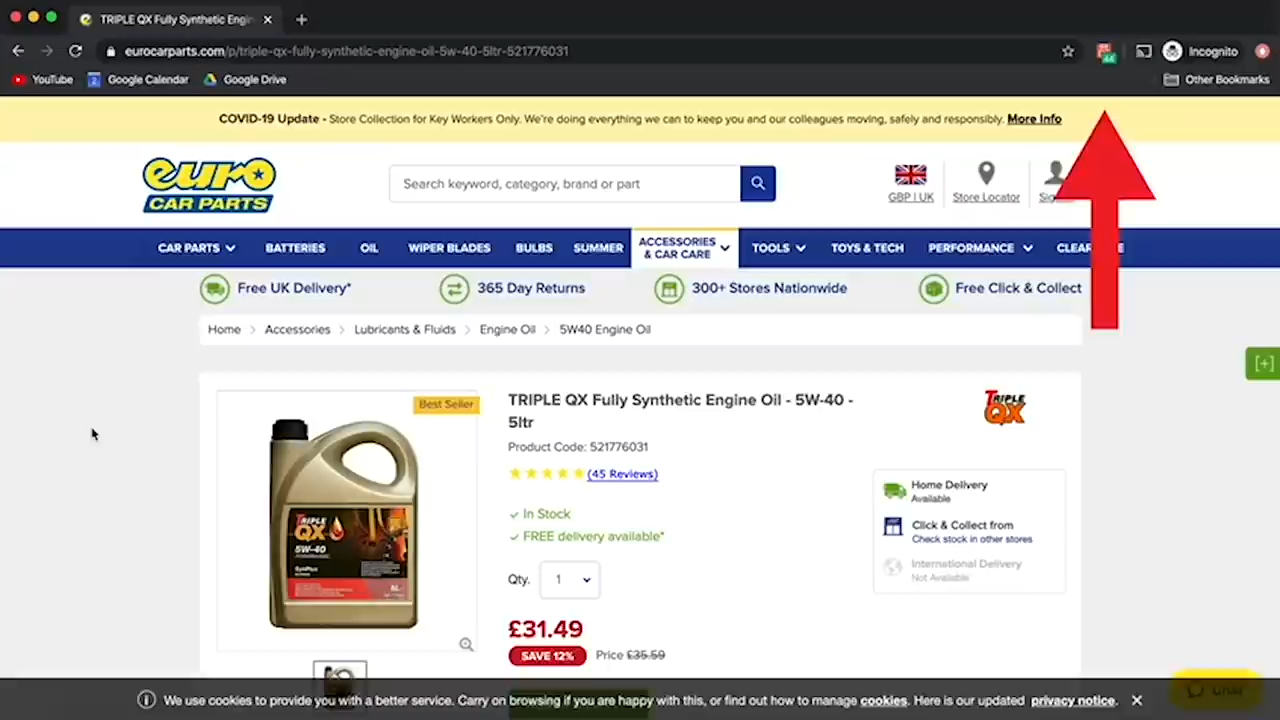 TRIPLE QX Fully Synthetic Engin
eurocarparts.com/p/triple-qx-fully-synthetic-engine-oil-5w-40-5ltr-521776031
44
Incognito
YouTube
2
Google Calendar
Google Drive
Other Bookmarks
COVID-19 Update - Store Collection for Key Workers Only. We're doing everything we can to keep you and our colleagues moving, safely and responsibly. More Info
euro
CAR PARTS
Search keyword, category, brand or part
GBP | UK
Store Locator
CAR PARTS
BATTERIES
OIL
WIPER BLADES
BULBS
SUMMER
ACCESSORIES
& CAR CARE
TOOLS
TOYS & TECH
PERFORMANCE
Free UK Delivery*
365 Day Returns
300+ Stores Nationwide
Free Click & Collect
Home > Accessories > Lubricants & Fluids > Engine Oil > 5W40 Engine Oil
[+]
Best Seller
TRIPLE QX Fully Synthetic Engine Oil - 5W-40 -
5ltr
TRIPLE
QX
Product Code: 521776031
(45 Reviews)
In Stock
FREE delivery available*
Qty. 1
£31.49
SAVE 12%
Price £35.59
Home Delivery
Available
Click & Collect from
Check stock in other stores
International Delivery
Not Available
TRIPLE
QX
5W-40
We use cookies to provide you with a better service. Carry on browsing if you are happy with this, or find out how to manage cookies. Here is our updated privacy notice.
Chat